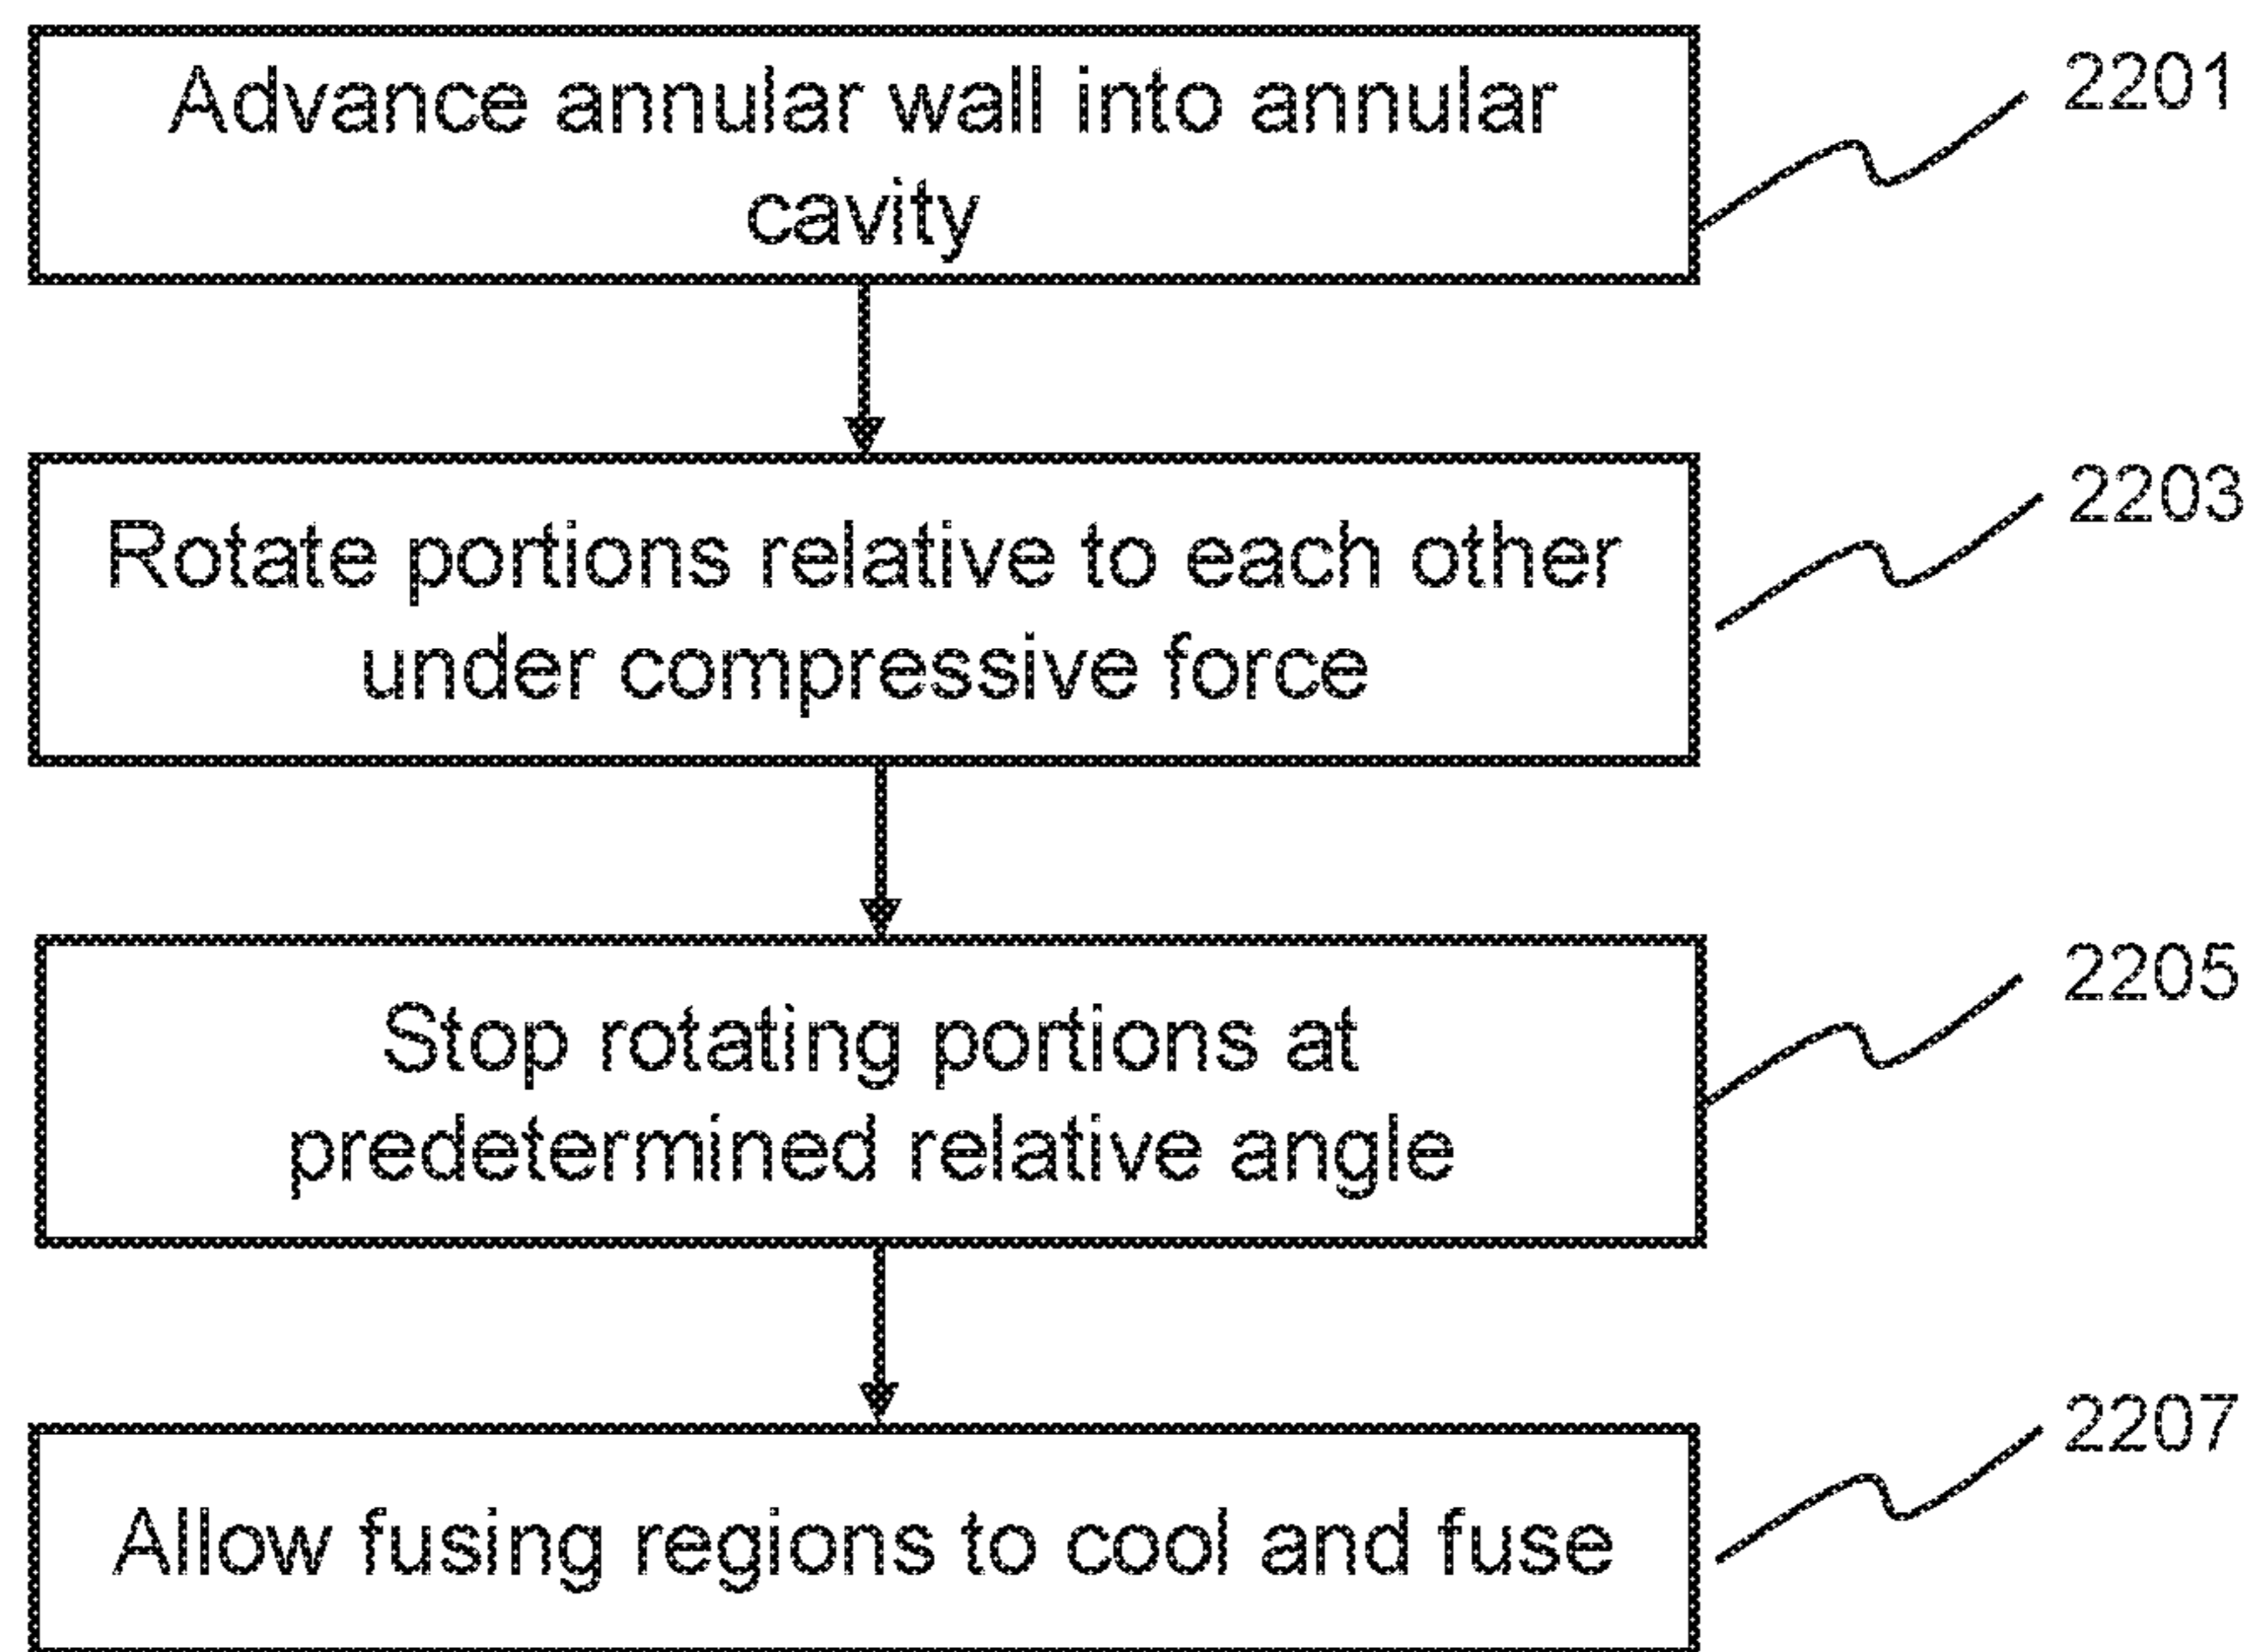 Advance annular wall into annular
cavity
2201
Rotate portions relative to each other
under compressive force
2203
Stop rotating portions at
predetermined relative angle
2205
Allow fusing regions to cool and fuse
2207